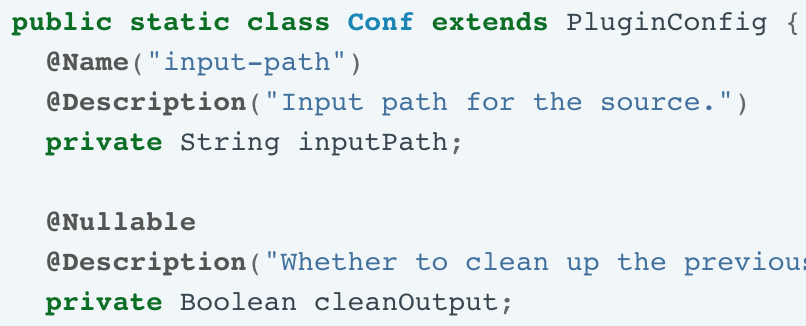 public static class Conf extends PluginConfig {
@Name("input-path")
@Description("Input path for the source.")
private String inputPath;
@Nullable
@Description("Whether to clean up the previous
private Boolean cleanOutput;